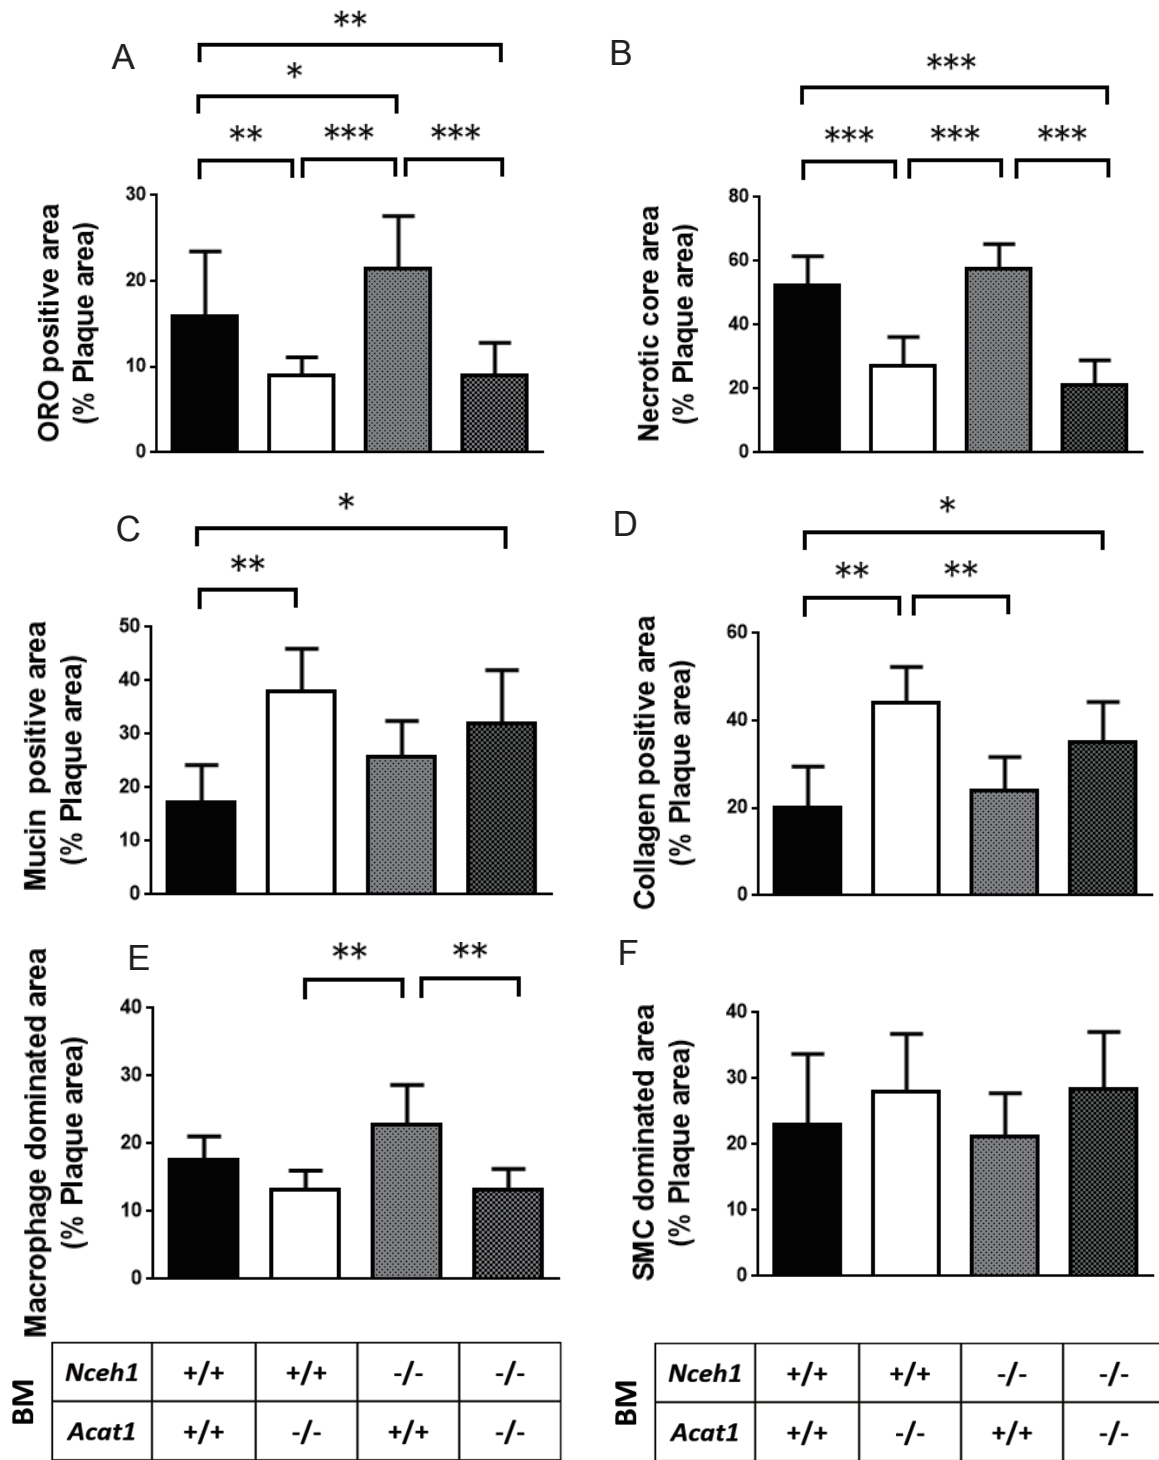 A
**
*
** *** ***
ORO positive area
(% Plaque area)
30
20
10
0
B
***
*** *** ***
Necrotic core area
(% Plaque area)
80
60
40
20
0
C
*
**
Mucin positive area
(% Plaque area)
50
40
30
20
10
0
D
*
** **
Collagen positive area
(% Plaque area)
60
40
20
0
E
** **
Macrophage dominated area
(% Plaque area)
40
30
20
10
0
F
SMC dominated area
(% Plaque area)
40
30
20
10
0
BM
Nceh1 +/+ +/+ -/- -/-
Acat1 +/+ -/- +/+ -/-
BM
Nceh1 +/+ +/+ -/- -/-
Acat1 +/+ -/- +/+ -/-